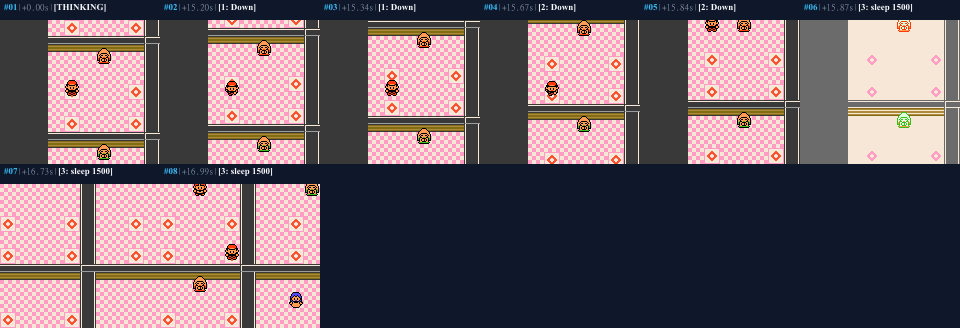 #01|+0.00s| [THINKING]
#02|+15.20s| [1: Down]
#03|+15.34s| [1: Down]
#04|+15.67s| [2: Down]
#05|+15.84s| [2: Down]
#06|+15.87s| [3: sleep 1500]
#07|+16.73s| [3: sleep 1500]
#08|+16.99s| [3: sleep 1500]